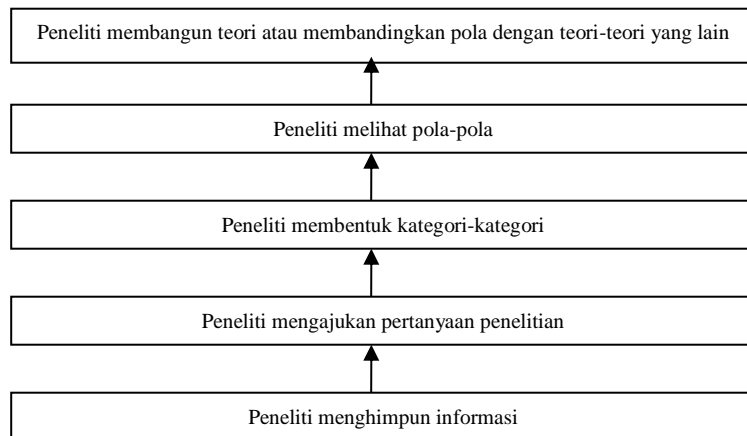 Peneliti membangun teori atau membandingkan pola dengan teori-teori yang lain
Peneliti melihat pola-pola
Peneliti membentuk kategori-kategori
Peneliti mengajukan pertanyaan penelitian
Peneliti menghimpun informasi